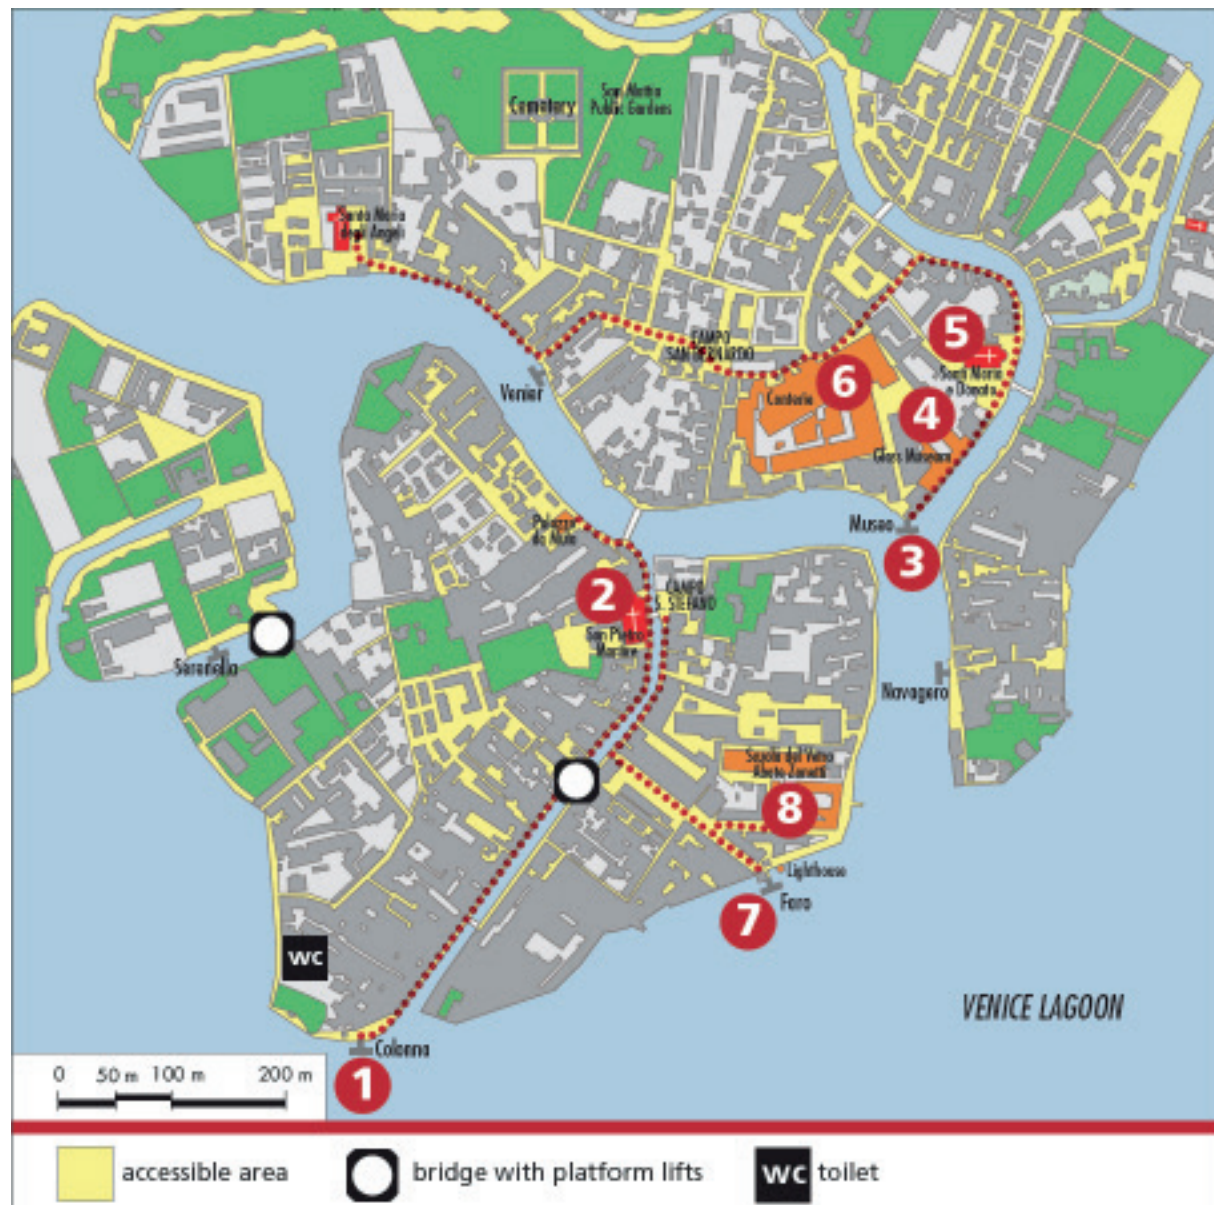 Cemetery
San Mattia
Public Gardens
Santa Maria
degli Angeli
CAMPO
SAN BERNARDO
5
Santi Maria
e Donato
6
Conterie
4
Glass Museum
Venier
Museo
3
Palazzo
da Mula
2
CAMPO
S. STEFANO
San Pietro
Martire
Serenella
Navagero
Scuola del Vetro
Abate Zanetti
8
Lighthouse
7
Faro
WC
VENICE LAGOON
Colonna
1
0 50 m 100 m 200 m
accessible area
bridge with platform lifts
WC toilet